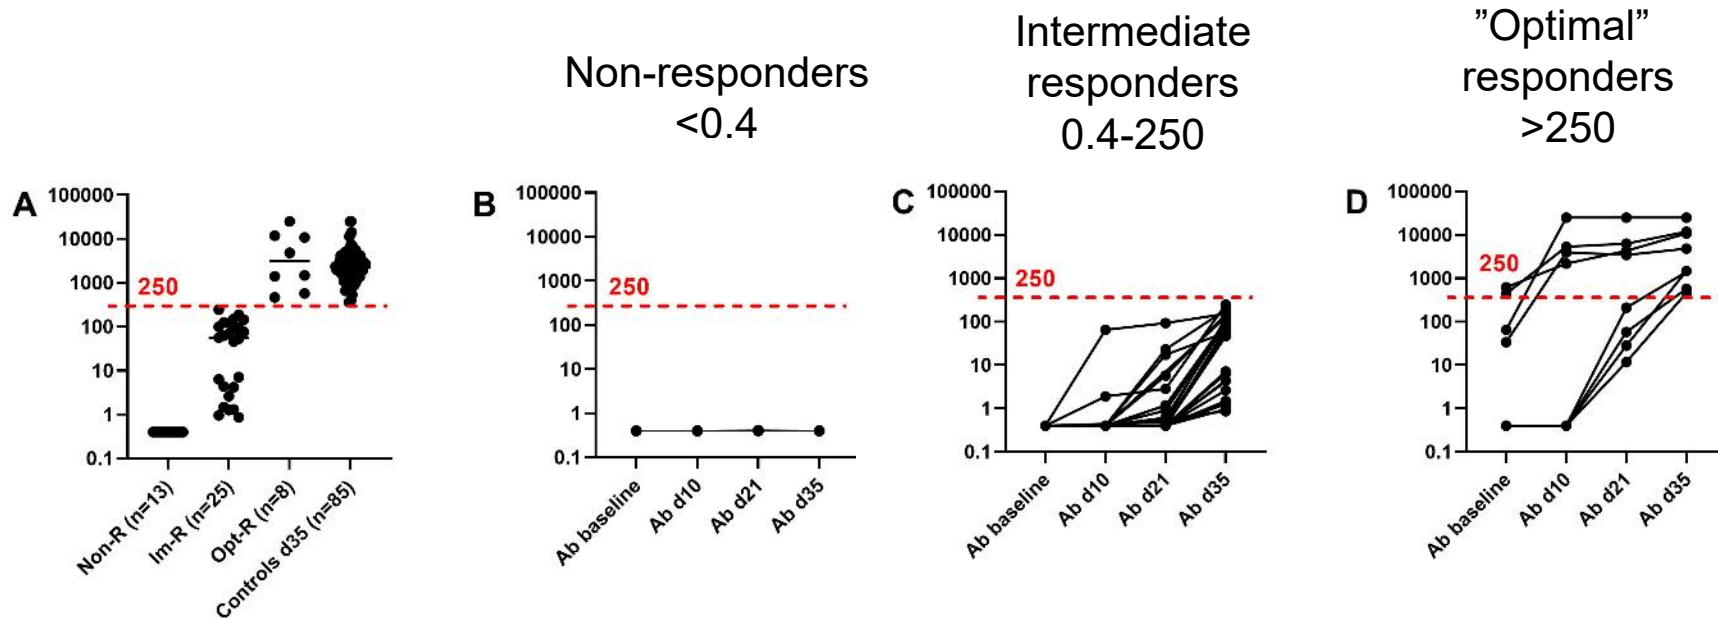 Non-responders
<0.4
Intermediate
responders
0.4-250
”Optimal”
responders
>250
A
100000
10000
1000
100
10
1
0.1
250
Non-R (n=13)
Im-R (n=25)
Opt-R (n=8)
Controls d35 (n=85)
B
100000
10000
1000
100
10
1
0.1
250
Ab baseline
Ab d10
Ab d21
Ab d35
C
100000
10000
1000
100
10
1
0.1
250
Ab baseline
Ab d10
Ab d21
Ab d35
D
100000
10000
1000
100
10
1
0.1
250
Ab baseline
Ab d10
Ab d21
Ab d35